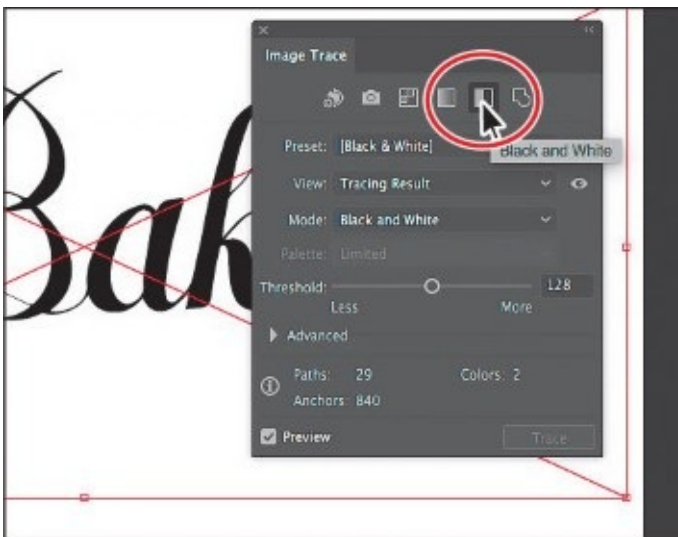 Bak
Image Trace
Preset: [Black & White]
Black and White
View: Tracing Result
Mode: Black and White
Palette: Limited
Threshold: 128
Less More
Advanced
Paths: 29 Colors: 2
Anchors: 840
Preview Trace